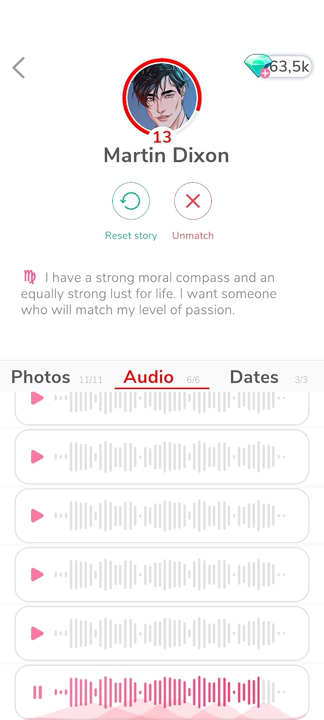 63,5k
13
Martin Dixon
Reset story Unmatch
♍ I have a strong moral compass and an
equally strong lust for life. I want someone
who will match my level of passion.
Photos 11/11 Audio 6/6 Dates 3/3